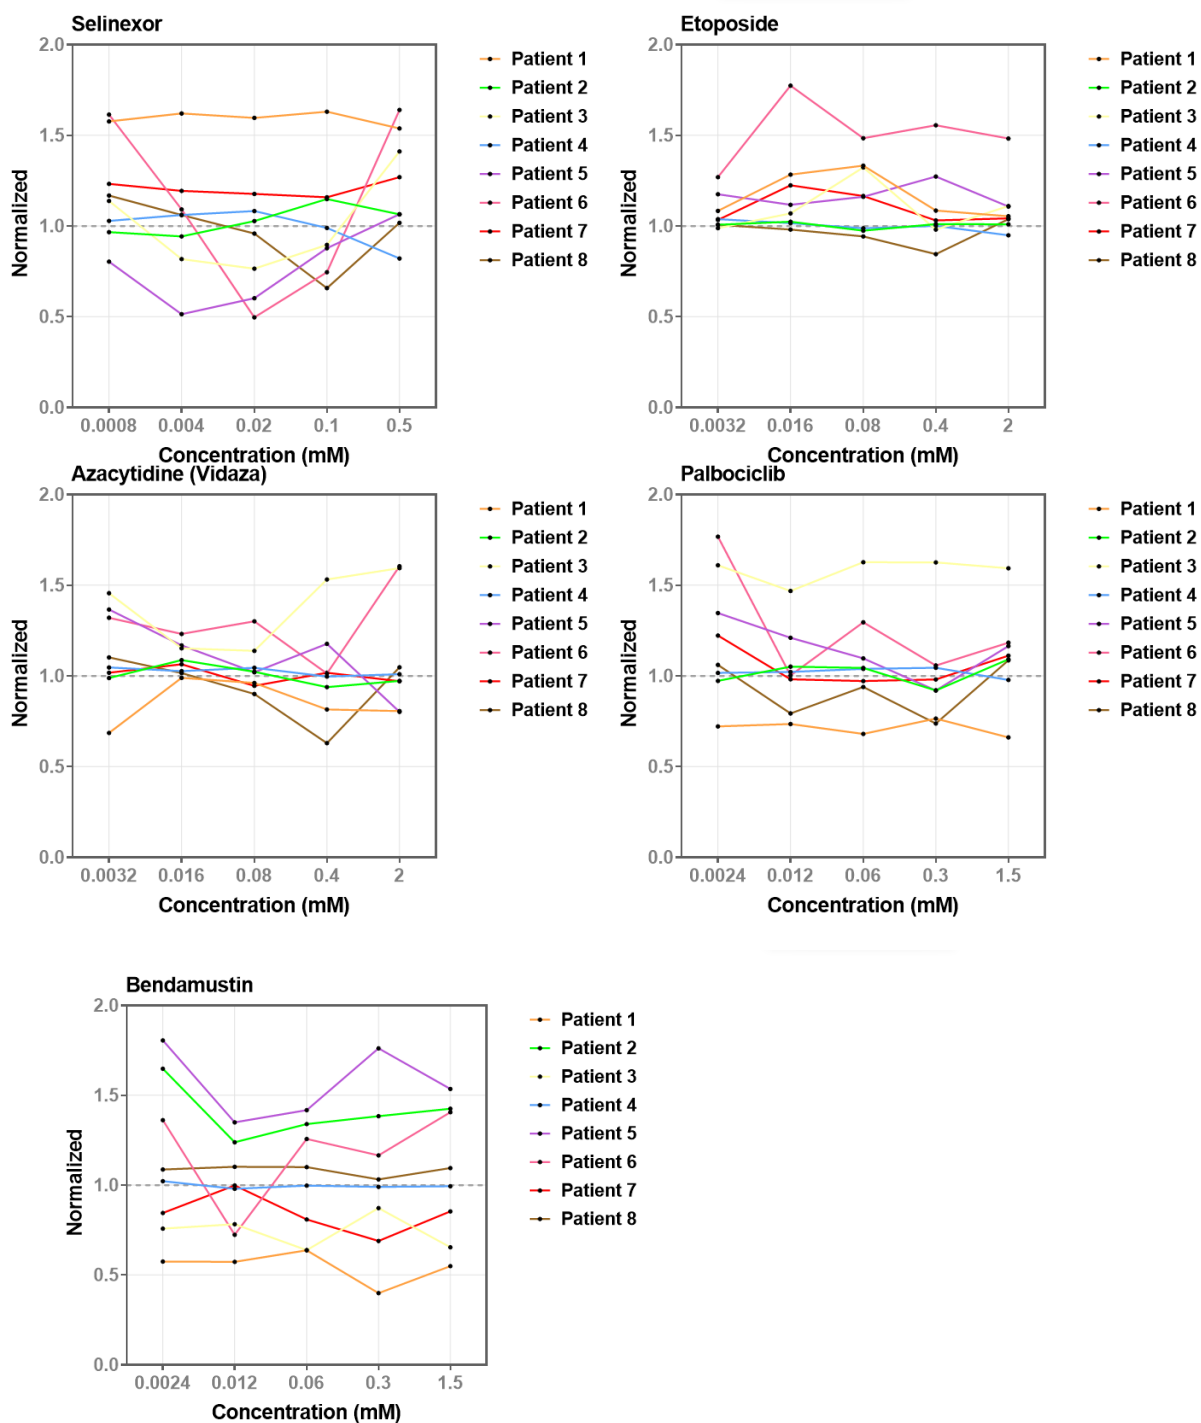 Selinexor
2.0
1.5
1.0
0.5
0.0
Normalized
0.0008 0.004 0.02 0.1 0.5
Concentration (mM)
Patient 1
Patient 2
Patient 3
Patient 4
Patient 5
Patient 6
Patient 7
Patient 8
Etoposide
2.0
1.5
1.0
0.5
0.0
Normalized
0.0032 0.016 0.08 0.4 2
Concentration (mM)
Patient 1
Patient 2
Patient 3
Patient 4
Patient 5
Patient 6
Patient 7
Patient 8
Azacytidine (Vidaza)
2.0
1.5
1.0
0.5
0.0
Normalized
0.0032 0.016 0.08 0.4 2
Concentration (mM)
Patient 1
Patient 2
Patient 3
Patient 4
Patient 5
Patient 6
Patient 7
Patient 8
Palbociclib
2.0
1.5
1.0
0.5
0.0
Normalized
0.0024 0.012 0.06 0.3 1.5
Concentration (mM)
Patient 1
Patient 2
Patient 3
Patient 4
Patient 5
Patient 6
Patient 7
Patient 8
Bendamustin
2.0
1.5
1.0
0.5
0.0
Normalized
0.0024 0.012 0.06 0.3 1.5
Concentration (mM)
Patient 1
Patient 2
Patient 3
Patient 4
Patient 5
Patient 6
Patient 7
Patient 8